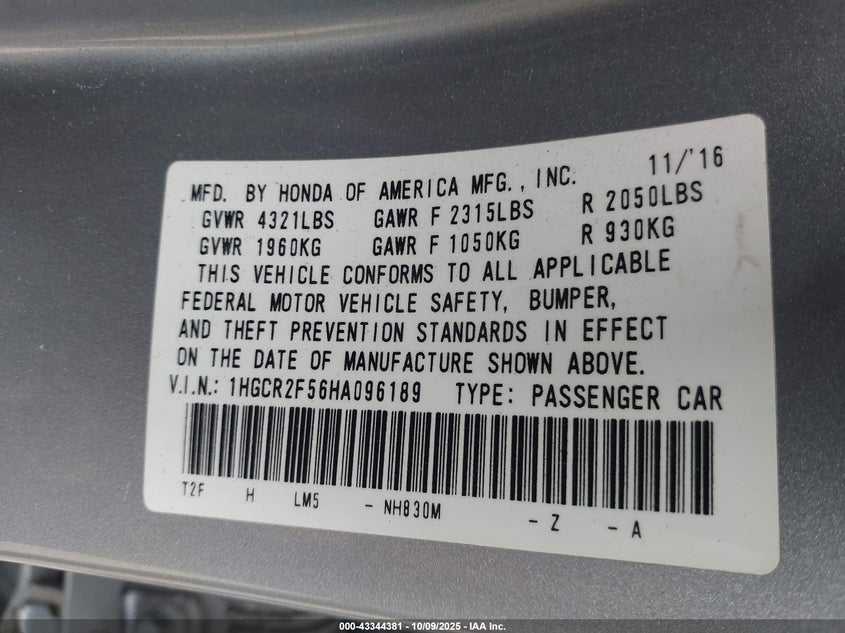 11/'16
MFD. BY HONDA OF AMERICA MFG., INC.
GVWR 4321LBS GAWR F 2315LBS R 2050LBS
GVWR 1960KG GAWR F 1050KG R 930KG
THIS VEHICLE CONFORMS TO ALL APPLICABLE
FEDERAL MOTOR VEHICLE SAFETY, BUMPER,
AND THEFT PREVENTION STANDARDS IN EFFECT
ON THE DATE OF MANUFACTURE SHOWN ABOVE.
V.I.N.: 1HGCR2F56HA096189 TYPE: PASSENGER CAR
T2F H LM5 - NH830M - Z - A
000-43344381 - 10/09/2025 - IAA Inc.